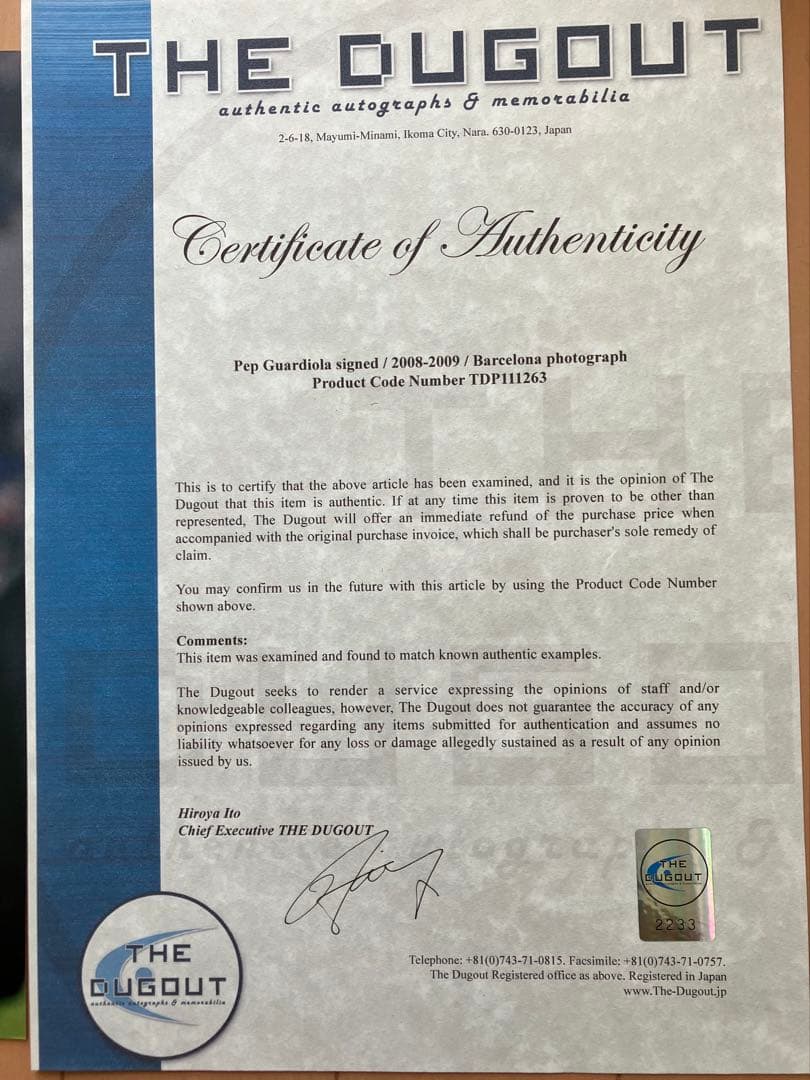 THE DUGOUT
authentic autographs & memorabilia
2-6-18, Mayumi-Minami, Ikoma City, Nara. 630-0123, Japan
Certificate of Authenticity
Pep Guardiola signed / 2008-2009 / Barcelona photograph
Product Code Number TDP111263
This is to certify that the above article has been examined, and it is the opinion of The
Dugout that this item is authentic. If at any time this item is proven to be other than
represented, The Dugout will offer an immediate refund of the purchase price when
accompanied with the original purchase invoice, which shall be purchaser's sole remedy of
claim.
You may confirm us in the future with this article by using the Product Code Number
shown above.
Comments:
This item was examined and found to match known authentic examples.
The Dugout seeks to render a service expressing the opinions of staff and/or
knowledgeable colleagues, however, The Dugout does not guarantee the accuracy of any
opinions expressed regarding any items submitted for authentication and assumes no
liability whatsoever for any loss or damage allegedly sustained as a result of any opinion
issued by us.
Hiroya Ito
Chief Executive THE DUGOUT
THE
DUGOUT
2233
THE
DUGOUT
authentic autographs & memorabilia
Telephone: +81(0)743-71-0815. Facsimile: +81(0)743-71-0757.
The Dugout Registered office as above. Registered in Japan
www.The-Dugout.jp